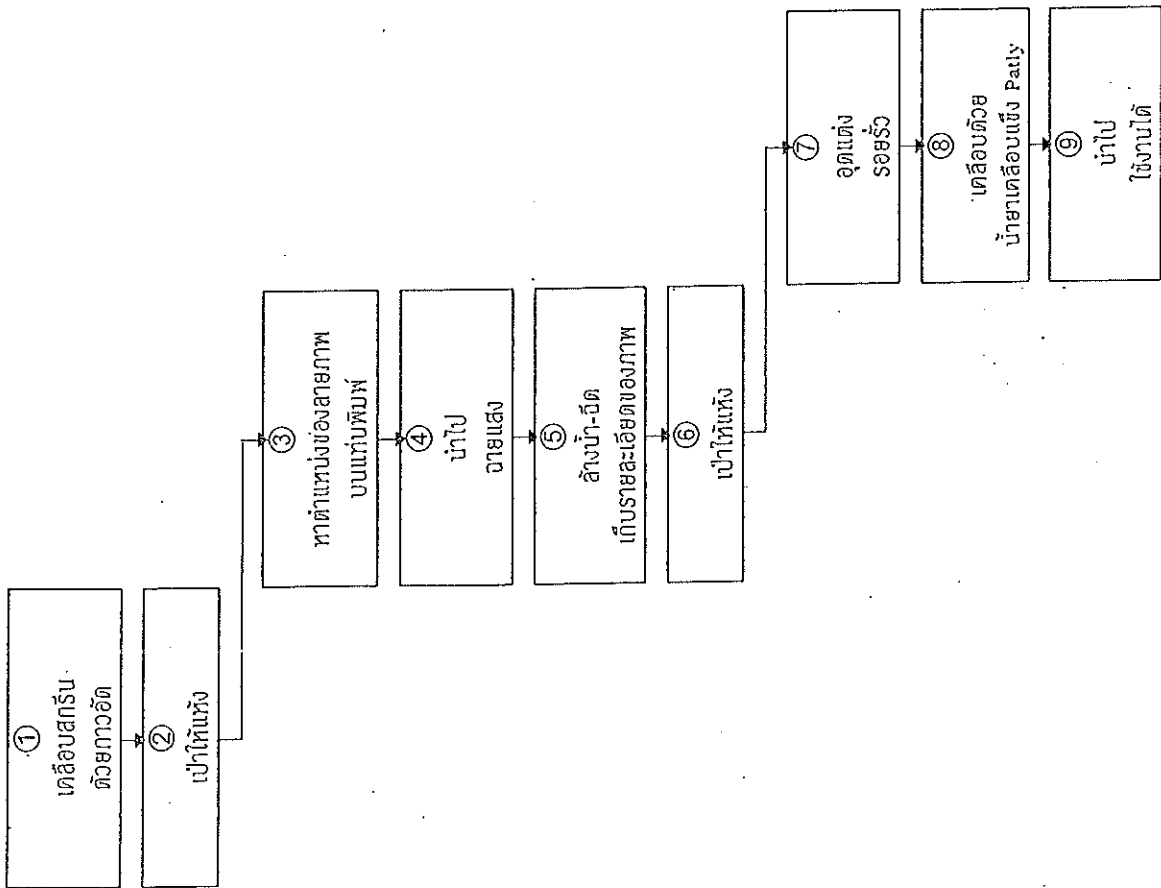 ①
เคลือบสกรีน
ด้วยกาวอัด
②
เป่าให้แห้ง
③
หาตำแหน่งของลายภาพ
บนแท่นพิมพ์
④
นำไป
ฉายแสง
⑤
ล้างน้ำ-ฉีด
เก็บรายละเอียดของภาพ
⑥
เป่าให้แห้ง
⑦
อุดแต่ง
รอยรั่ว
⑧
เคลือบด้วย
น้ำยาเคลือบแข็ง Patly
⑨
นำไป
ใช้งานได้